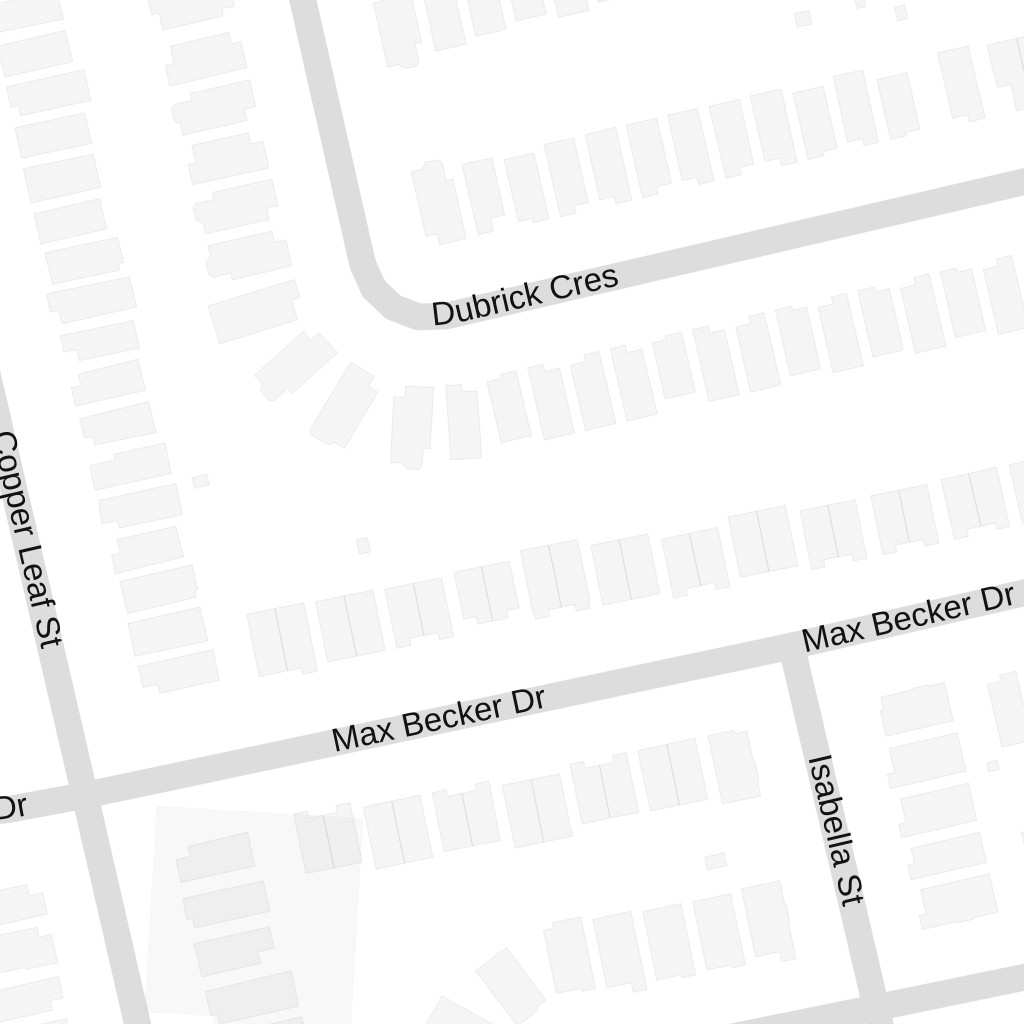 Dubrick Cres
Copper Leaf St
Max Becker Dr
Max Becker Dr
Isabella St
Dr